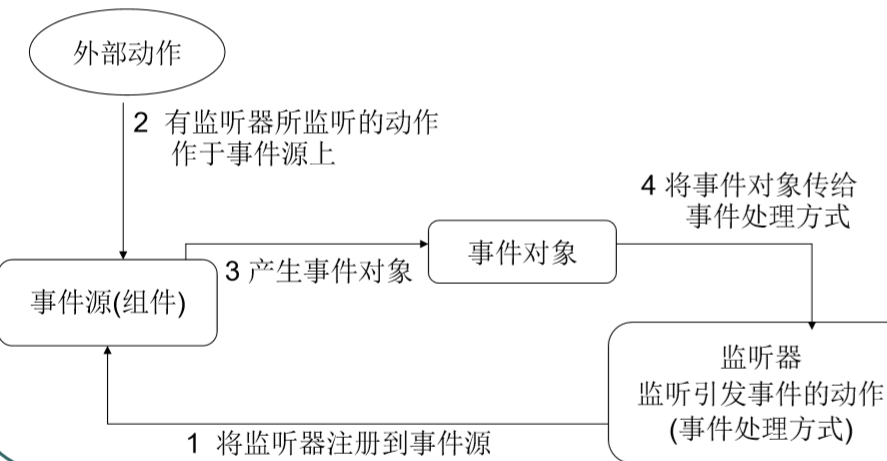 外部动作
2 有监听器所监听的动作
作于事件源上
4 将事件对象传给
事件处理方式
事件对象
3 产生事件对象
事件源(组件)
监听器
监听引发事件的动作
(事件处理方式)
1 将监听器注册到事件源